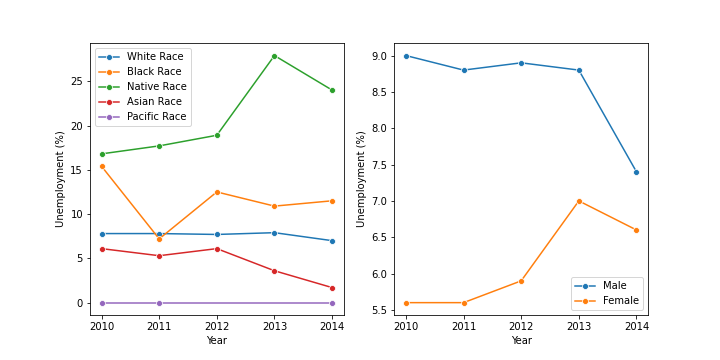 White Race
Black Race
Native Race
Asian Race
Pacific Race
Unemployment (%)
25
20
15
10
5
0
2010 2011 2012 2013 2014
Year
Unemployment (%)
9.0
8.5
8.0
7.5
7.0
6.5
6.0
5.5
Male
Female
2010 2011 2012 2013 2014
Year